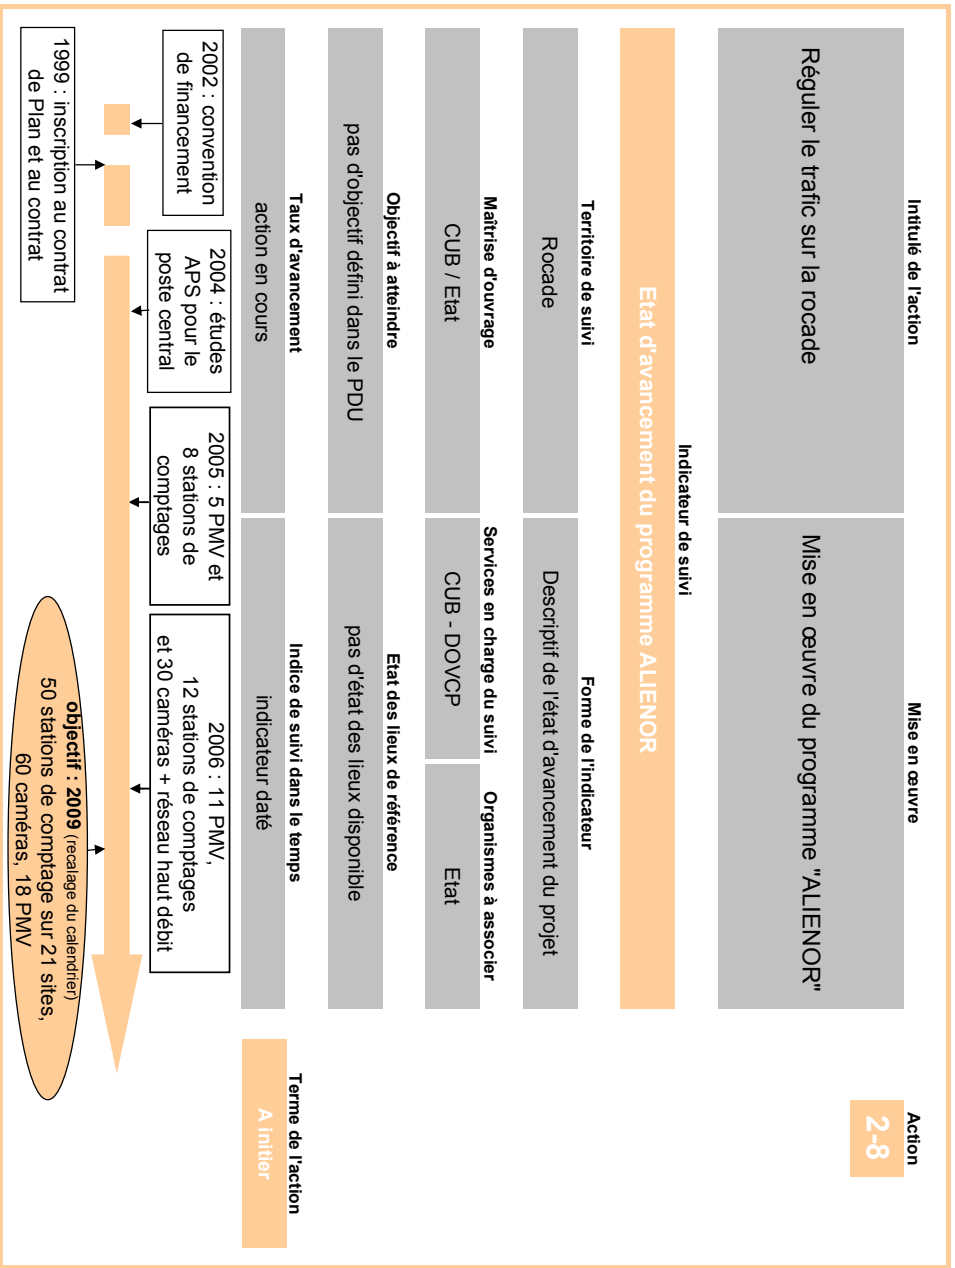 Intitulé de l'action
Mise en œuvre
Action
Réguler le trafic sur la rocade
Mise en œuvre du programme "ALIENOR"
2-8
Indicateur de suivi
Etat d'avancement du programme ALIENOR
Territoire de suivi
Forme de l'indicateur
Rocade
Descriptif de l'état d'avancement du projet
Maîtrise d'ouvrage
Services en charge du suivi
Organismes à associer
CUB / Etat
CUB - DOVCP
Etat
Objectif à atteindre
Etat des lieux de référence
pas d'objectif défini dans le PDU
pas d'état des lieux disponible
Taux d'avancement
Indice de suivi dans le temps
Terme de l'action
action en cours
indicateur daté
A initier
2002 : convention
de financement
2004 : études
APS pour le
poste central
2005 : 5 PMV et
8 stations de
comptages
2006 : 11 PMV,
12 stations de comptages
et 30 caméras + réseau haut débit
1999 : inscription au contrat
de Plan et au contrat
objectif : 2009 (recalage du calendrier)
50 stations de comptage sur 21 sites,
60 caméras, 18 PMV